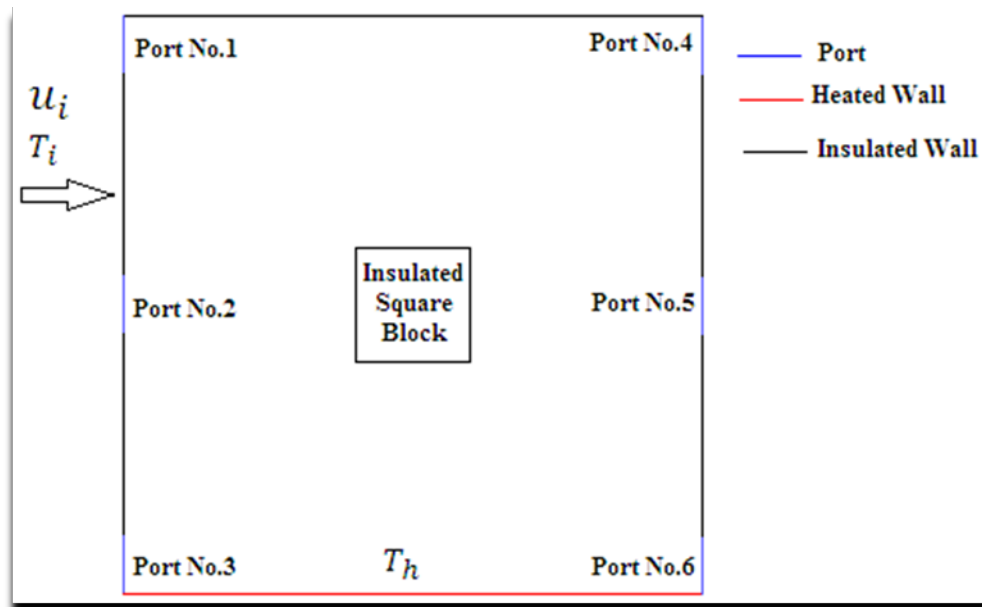 Port No.1
Port No.4
Port
Heated Wall
Insulated Wall
u_i
T_i
Insulated
Square
Block
Port No.2
Port No.5
Port No.3
T_h
Port No.6